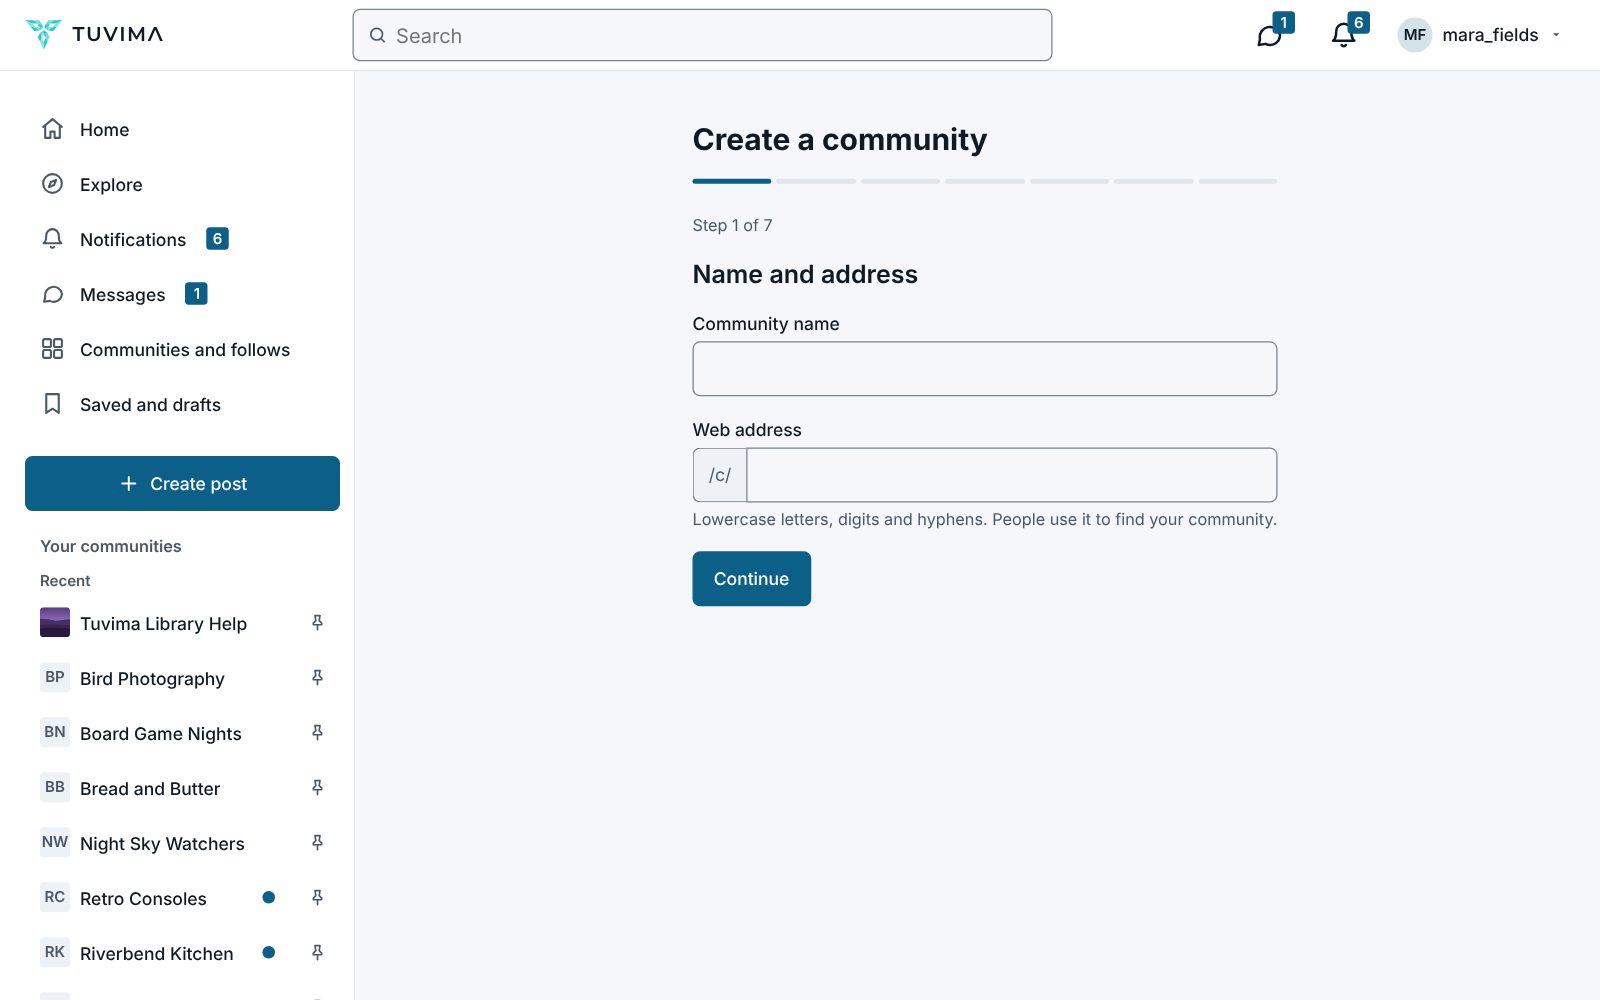 TUVIMA
Search
1
6
MF
mara_fields
Home
Explore
Notifications 6
Messages 1
Communities and follows
Saved and drafts
Create post
Your communities
Recent
Tuvima Library Help
BP Bird Photography
BN Board Game Nights
BB Bread and Butter
NW Night Sky Watchers
RC Retro Consoles
RK Riverbend Kitchen
Create a community
Step 1 of 7
Name and address
Community name
Web address
/c/
Lowercase letters, digits and hyphens. People use it to find your community.
Continue